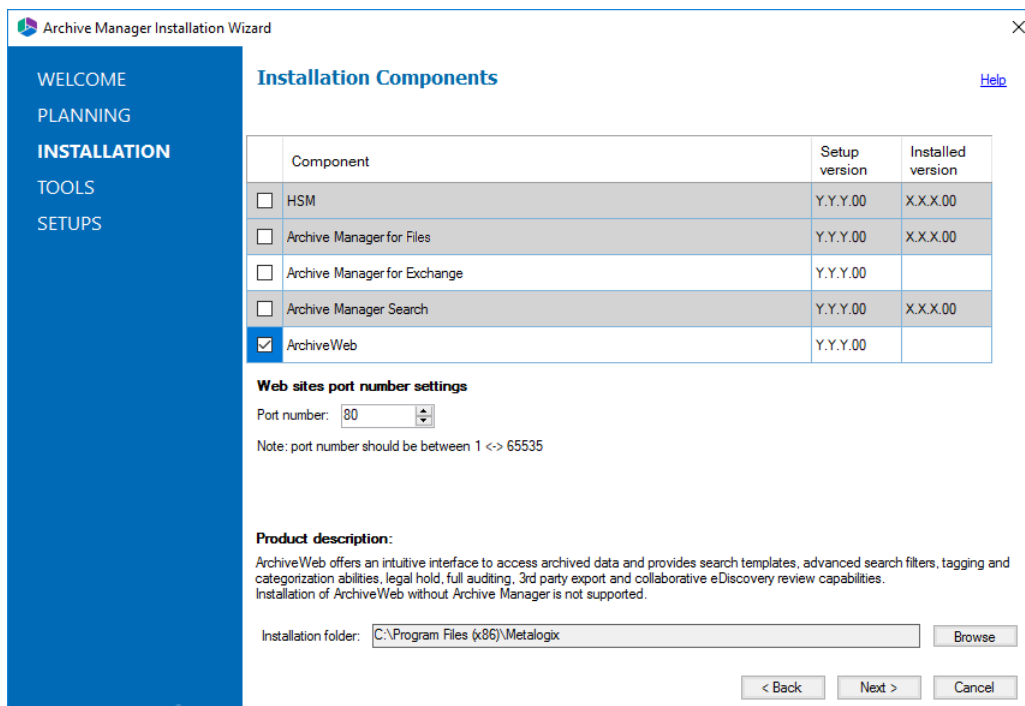 Archive Manager Installation Wizard
WELCOME
PLANNING
INSTALLATION
TOOLS
SETUPS
Installation Components
Help
Component
Setup version
Installed version
HSM Y.Y.Y.00 X.X.X.00
Archive Manager for Files Y.Y.Y.00 X.X.X.00
Archive Manager for Exchange Y.Y.Y.00
Archive Manager Search Y.Y.Y.00 X.X.X.00
ArchiveWeb Y.Y.Y.00
Web sites port number settings
Port number: 80
Note: port number should be between 1 <-> 65535
Product description:
ArchiveWeb offers an intuitive interface to access archived data and provides search templates, advanced search filters, tagging and
categorization abilities, legal hold, full auditing, 3rd party export and collaborative eDiscovery review capabilities.
Installation of ArchiveWeb without Archive Manager is not supported.
Installation folder: C:\Program Files (x86)\Metalogix Browse
< Back Next > Cancel